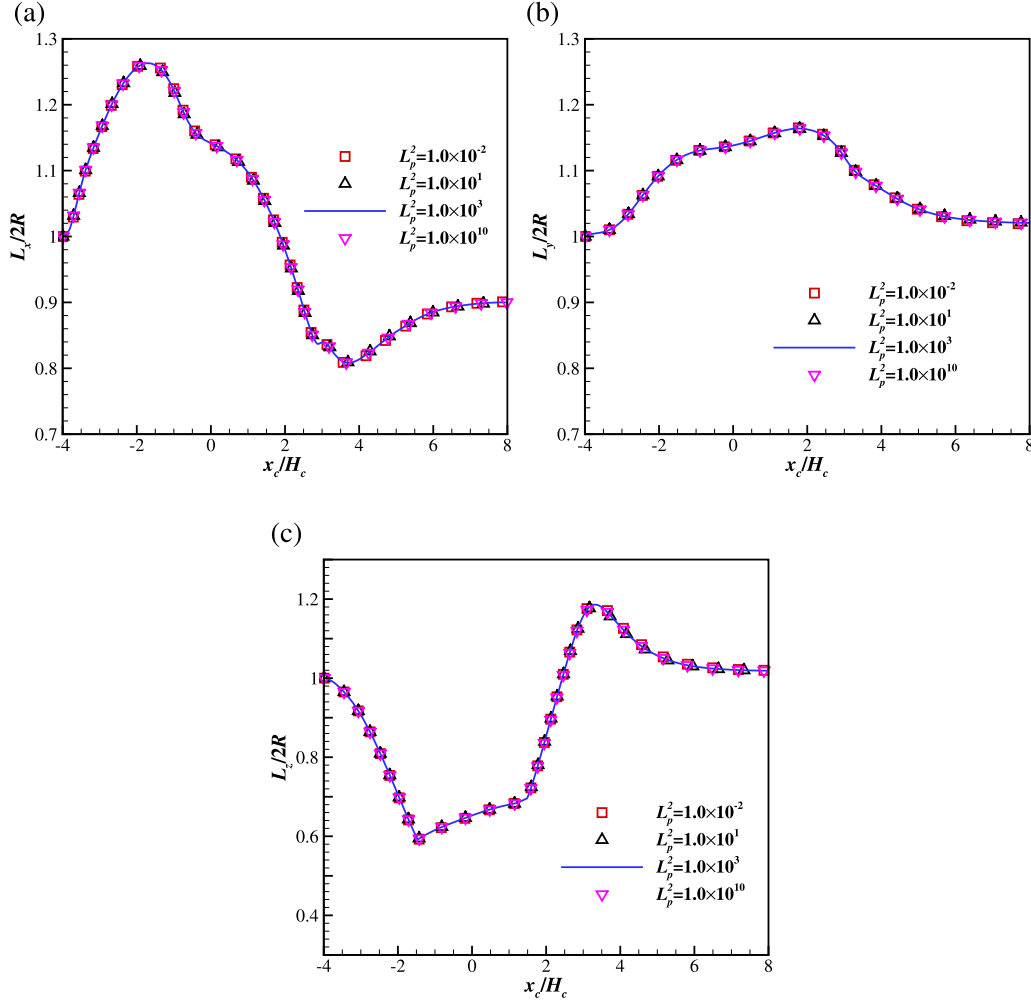 (a)
1.3
1.2
1.1
1
0.9
0.8
0.7
L_x/2R
L_p^2=1.0×10^-2
L_p^2=1.0×10^1
L_p^2=1.0×10^3
L_p^2=1.0×10^10
-4 -2 0 2 4 6 8
x_c/H_c
(b)
1.3
1.2
1.1
1
0.9
0.8
0.7
L_y/2R
L_p^2=1.0×10^-2
L_p^2=1.0×10^1
L_p^2=1.0×10^3
L_p^2=1.0×10^10
-4 -2 0 2 4 6 8
x_c/H_c
(c)
1.2
1
0.8
0.6
0.4
L_z/2R
L_p^2=1.0×10^-2
L_p^2=1.0×10^1
L_p^2=1.0×10^3
L_p^2=1.0×10^10
-4 -2 0 2 4 6 8
x_c/H_c